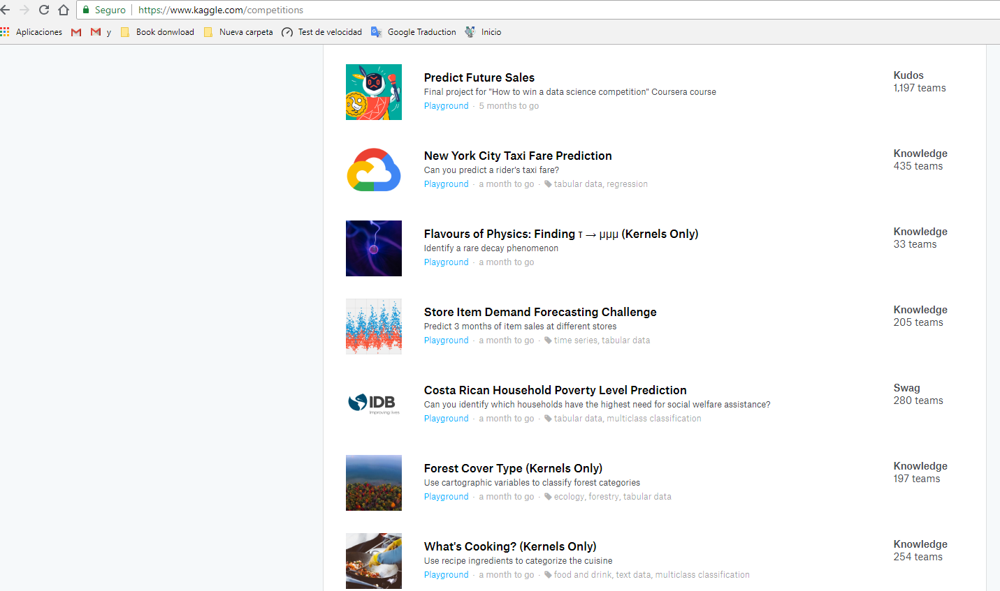 Seguro https://www.kaggle.com/competitions
Aplicaciones y Book donwload Nueva carpeta Test de velocidad Google Traduction Inicio
Predict Future Sales
Final project for "How to win a data science competition" Coursera course
Playground · 5 months to go
Kudos
1,197 teams
New York City Taxi Fare Prediction
Can you predict a rider's taxi fare?
Playground · a month to go · tabular data, regression
Knowledge
435 teams
Flavours of Physics: Finding τ → μμμ (Kernels Only)
Identify a rare decay phenomenon
Playground · a month to go
Knowledge
33 teams
Store Item Demand Forecasting Challenge
Predict 3 months of item sales at different stores
Playground · a month to go · time series, tabular data
Knowledge
205 teams
IDB
Improving lives
Costa Rican Household Poverty Level Prediction
Can you identify which households have the highest need for social welfare assistance?
Playground · a month to go · tabular data, multiclass classification
Swag
280 teams
Forest Cover Type (Kernels Only)
Use cartographic variables to classify forest categories
Playground · a month to go · ecology, forestry, tabular data
Knowledge
197 teams
What's Cooking? (Kernels Only)
Use recipe ingredients to categorize the cuisine
Playground · a month to go · food and drink, text data, multiclass classification
Knowledge
254 teams